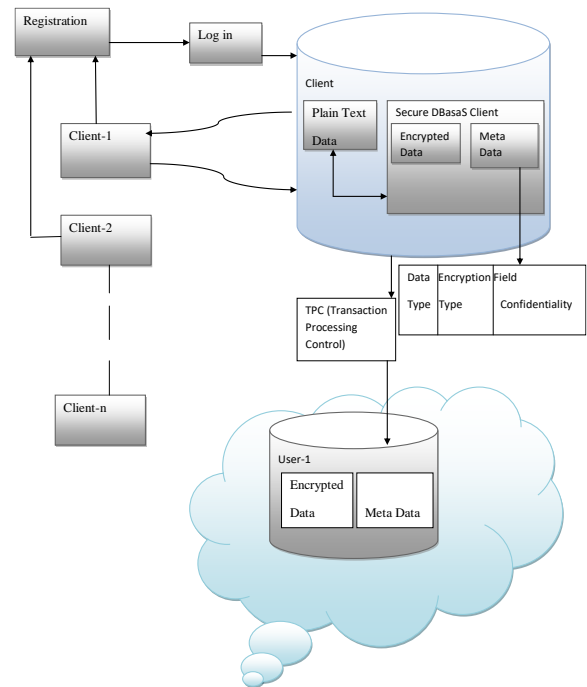 Registration
Log in
Client
Plain Text
Data
Secure DBasaS Client
Encrypted
Data
Meta
Data
Client-1
Client-2
Client-n
Data
Type
Encryption
Type
Field
Confidentiality
TPC (Transaction
Processing
Control)
User-1
Encrypted
Data
Meta Data